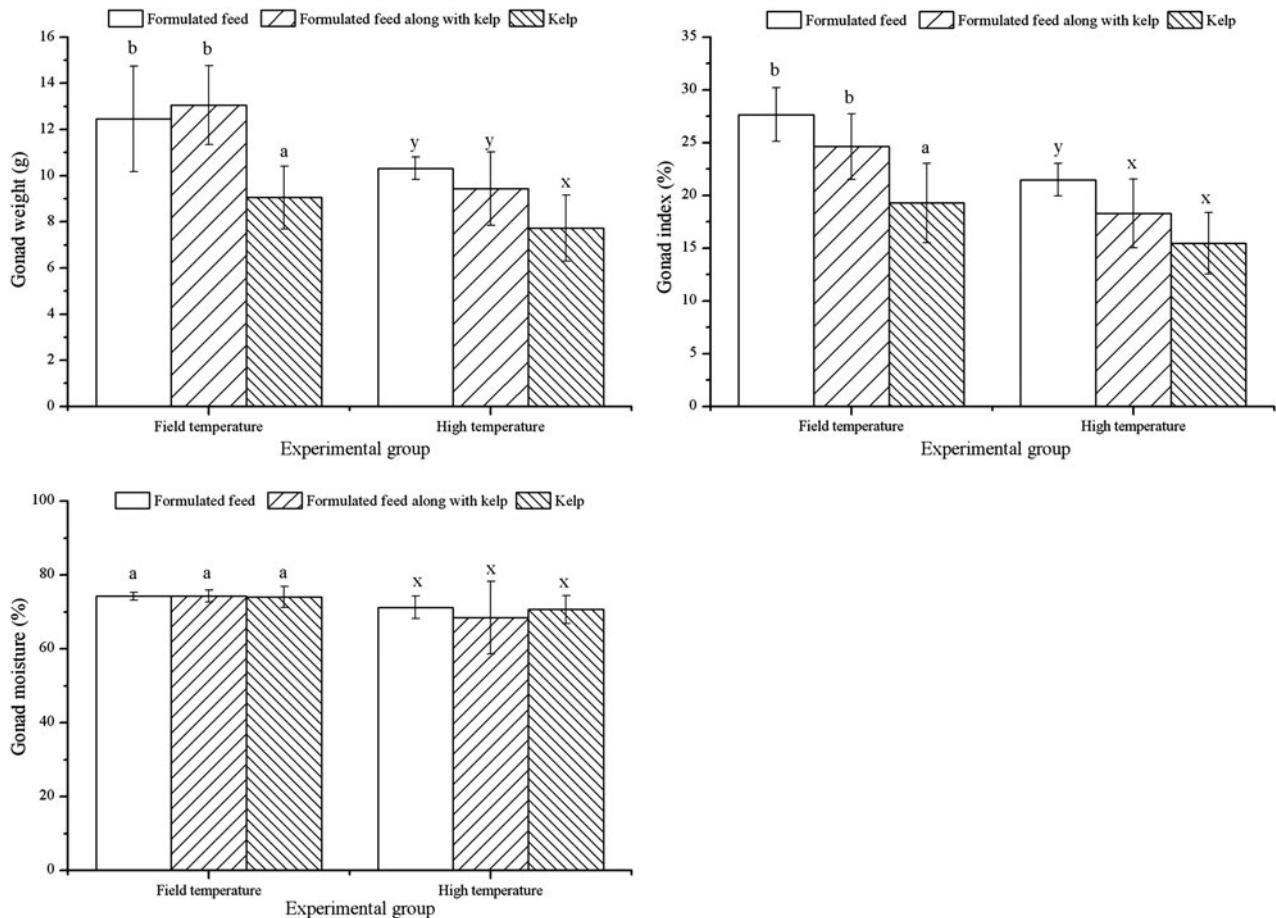 Formulated feed Formulated feed along with kelp Kelp
16
14
12
10
8
6
4
2
0
Gonad weight (g)
b b a y y x
Field temperature High temperature
Experimental group
Formulated feed Formulated feed along with kelp Kelp
35
30
25
20
15
10
5
0
Gonad index (%)
b b a y x x
Field temperature High temperature
Experimental group
Formulated feed Formulated feed along with kelp Kelp
100
80
60
40
20
0
Gonad moisture (%)
a a a x x x
Field temperature High temperature
Experimental group